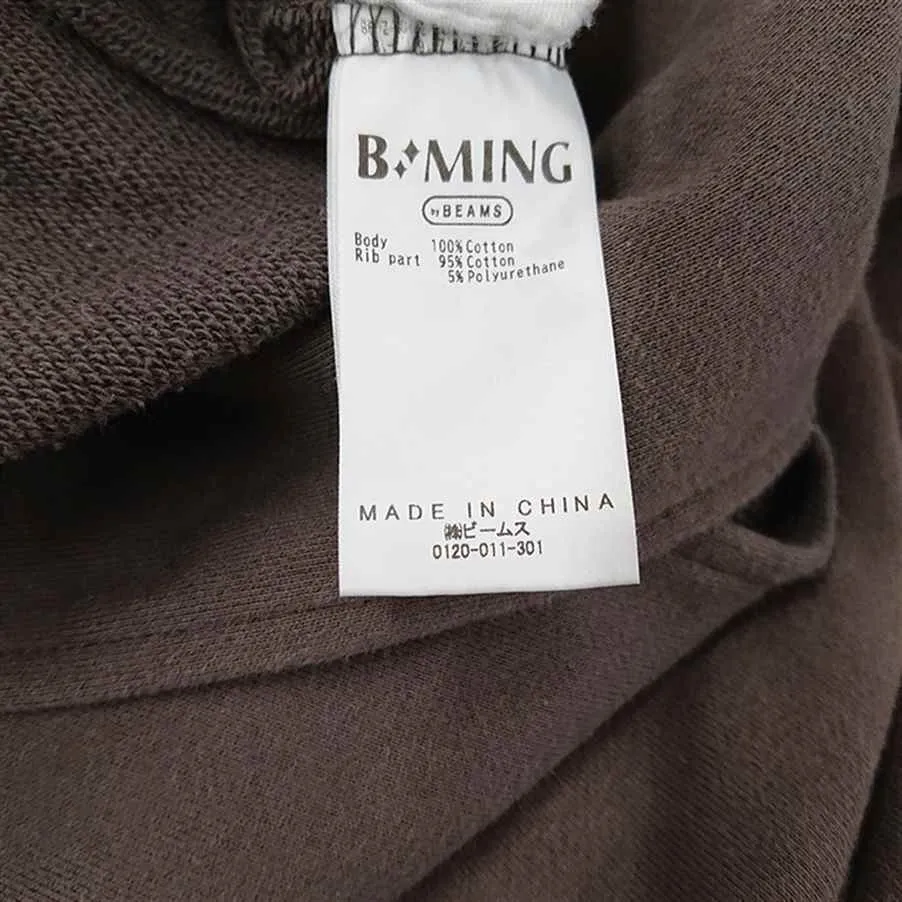 B:MING
by BEAMS
Body 100% Cotton
Rib part 95% Cotton
5% Polyurethane
MADE IN CHINA
㈱ビームス
0120-011-301